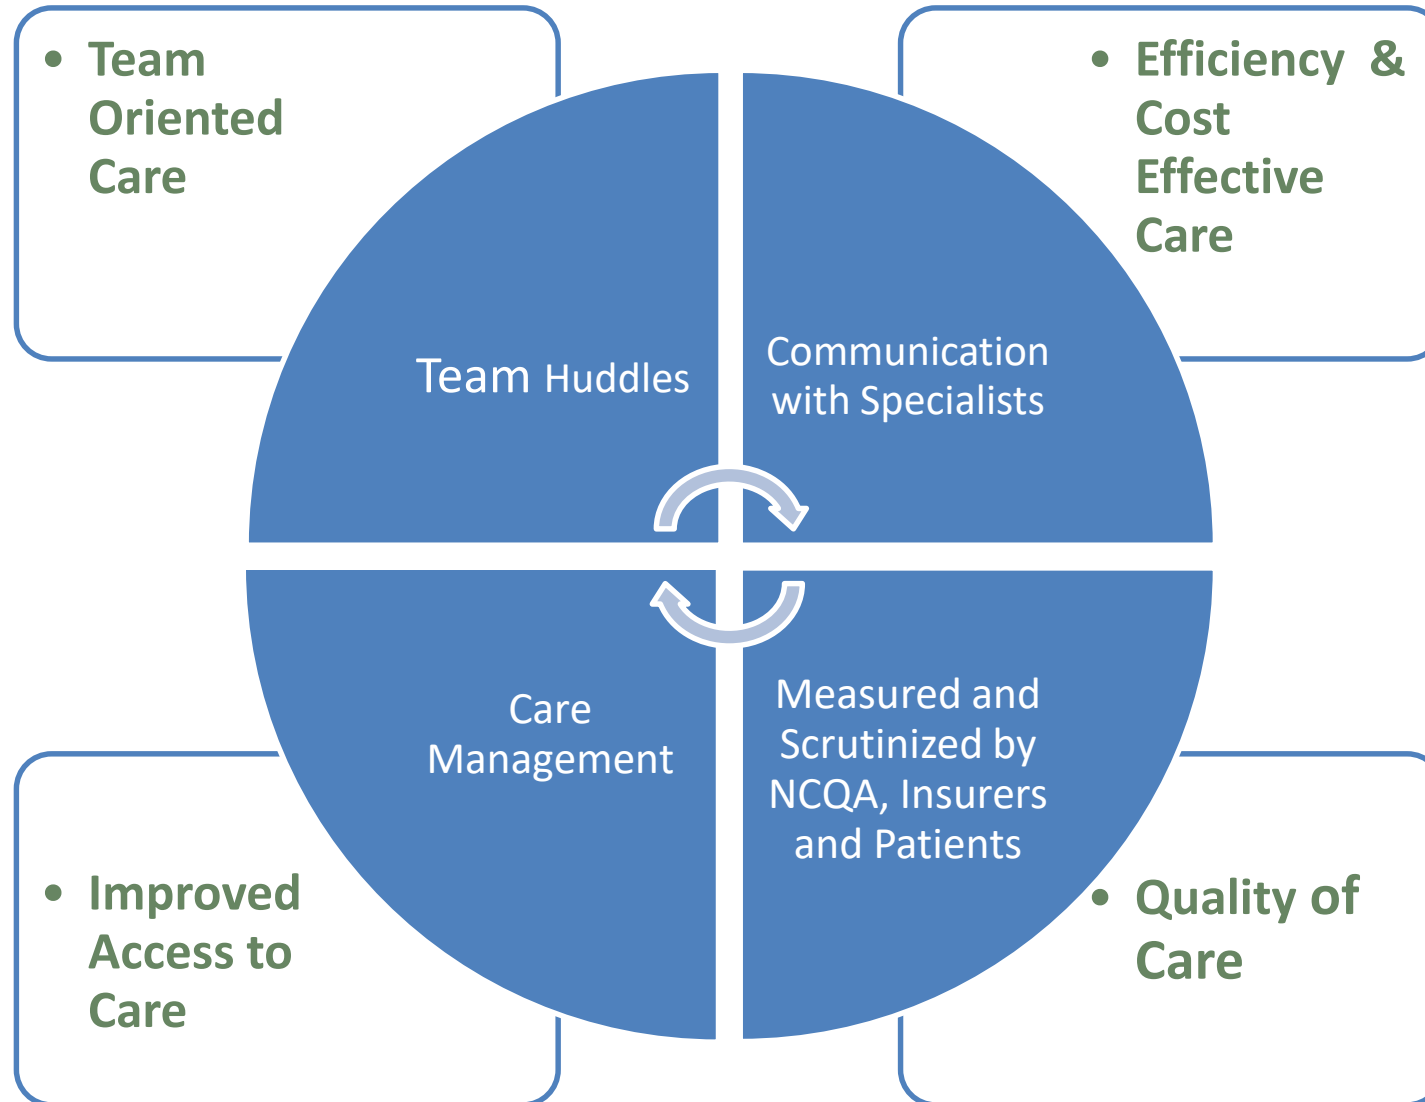 • Team
Oriented
Care
• Efficiency &
Cost
Effective
Care
Team Huddles
Communication
with Specialists
Care
Management
Measured and
Scrutinized by
NCQA, Insurers
and Patients
• Improved
Access to
Care
• Quality of
Care